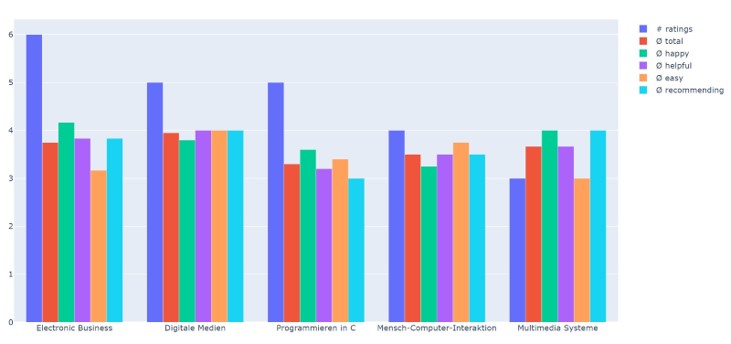 # ratings
Ø total
Ø happy
Ø helpful
Ø easy
Ø recommending
6
5
4
3
2
1
0
Electronic Business
Digitale Medien
Programmieren in C
Mensch-Computer-Interaktion
Multimedia Systeme